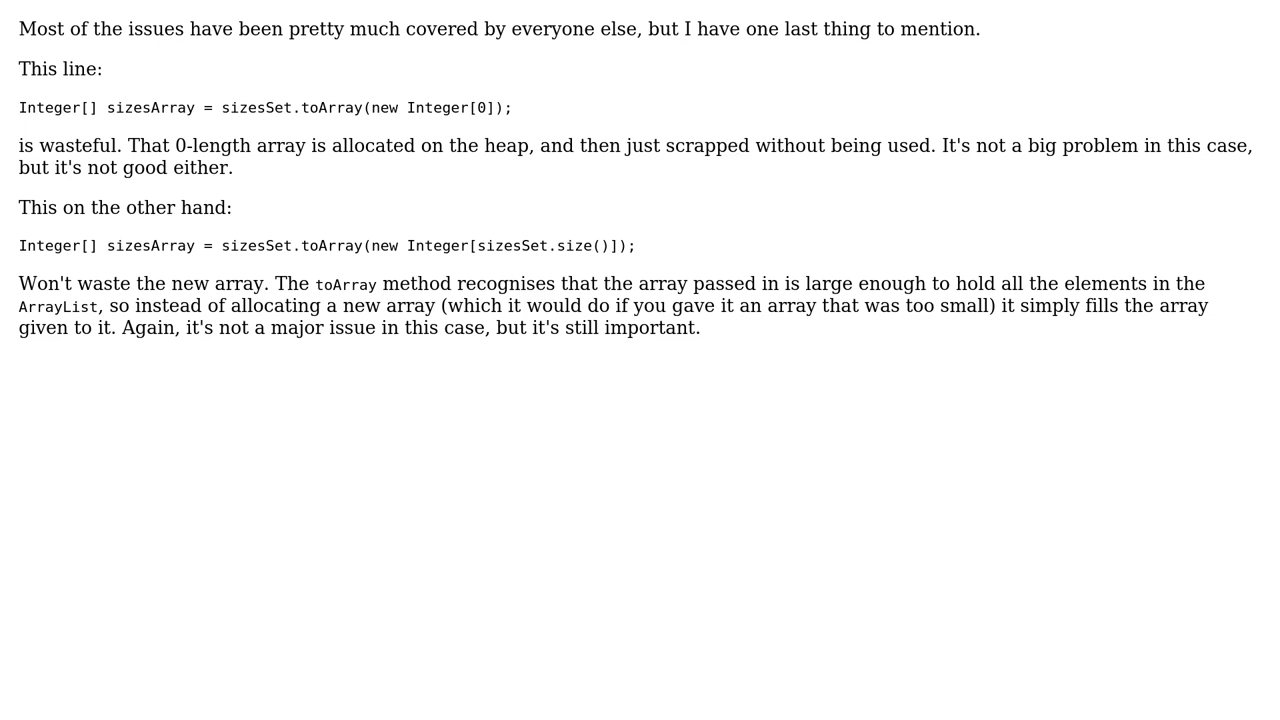 Most of the issues have been pretty much covered by everyone else, but I have one last thing to mention.
This line:
Integer[] sizesArray = sizesSet.toArray(new Integer[0]);
is wasteful. That 0-length array is allocated on the heap, and then just scrapped without being used. It's not a big problem in this case,
but it's not good either.
This on the other hand:
Integer[] sizesArray = sizesSet.toArray(new Integer[sizesSet.size()]);
Won't waste the new array. The toArray method recognises that the array passed in is large enough to hold all the elements in the
ArrayList, so instead of allocating a new array (which it would do if you gave it an array that was too small) it simply fills the array
given to it. Again, it's not a major issue in this case, but it's still important.